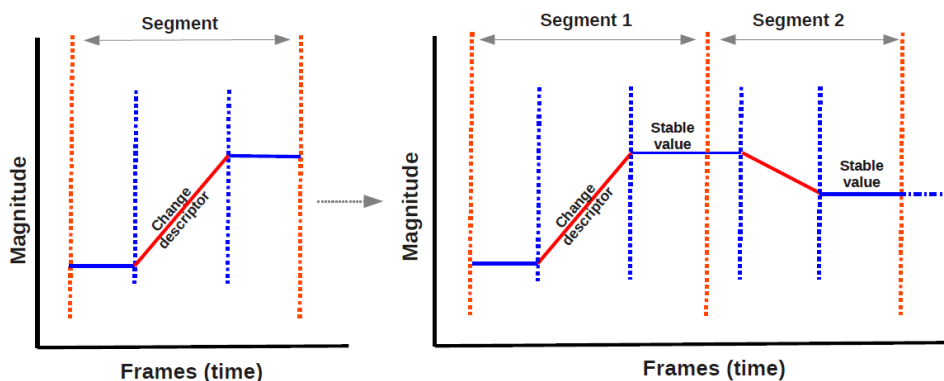 Segment
Magnitude
Change
descriptor
Frames (time)
Segment 1
Segment 2
Magnitude
Change
descriptor
Stable
value
Stable
value
Frames (time)